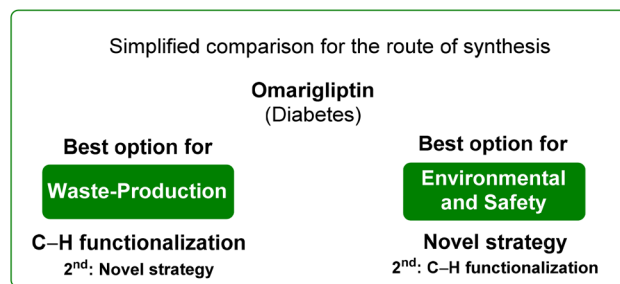 Simplified comparison for the route of synthesis
Omarigliptin
(Diabetes)
Best option for
Waste-Production
C–H functionalization
2nd: Novel strategy
Best option for
Environmental
and Safety
Novel strategy
2nd: C–H functionalization